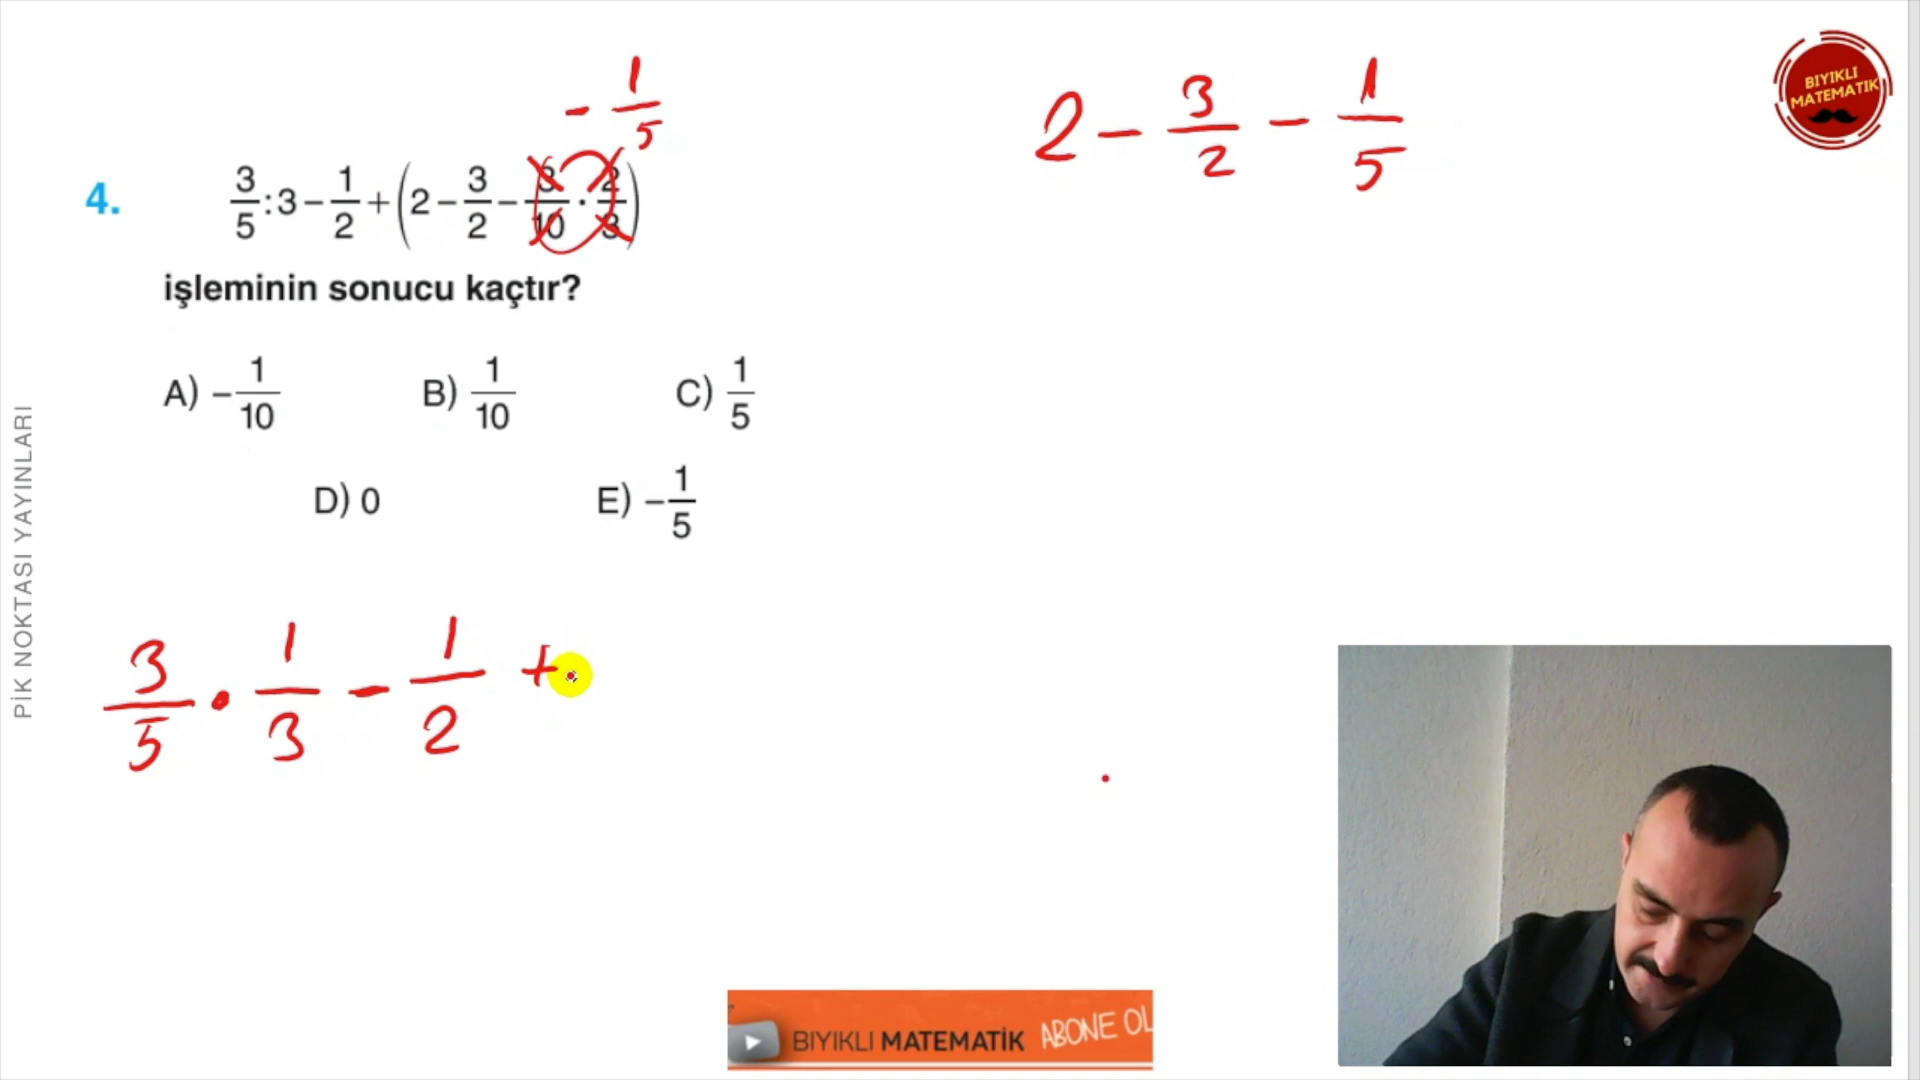 - 1/5
2 - 3/2 - 1/5
BIYIKLI
MATEMATİK
4. 3/5 : 3 - 1/2 + (2 - 3/2 - 3/10 · 2/3)
işleminin sonucu kaçtır?
A) -1/10 B) 1/10 C) 1/5
D) 0 E) -1/5
PİK NOKTASI YAYINLARI
3/5 · 1/3 - 1/2 +
BIYIKLI MATEMATİK ABONE OL